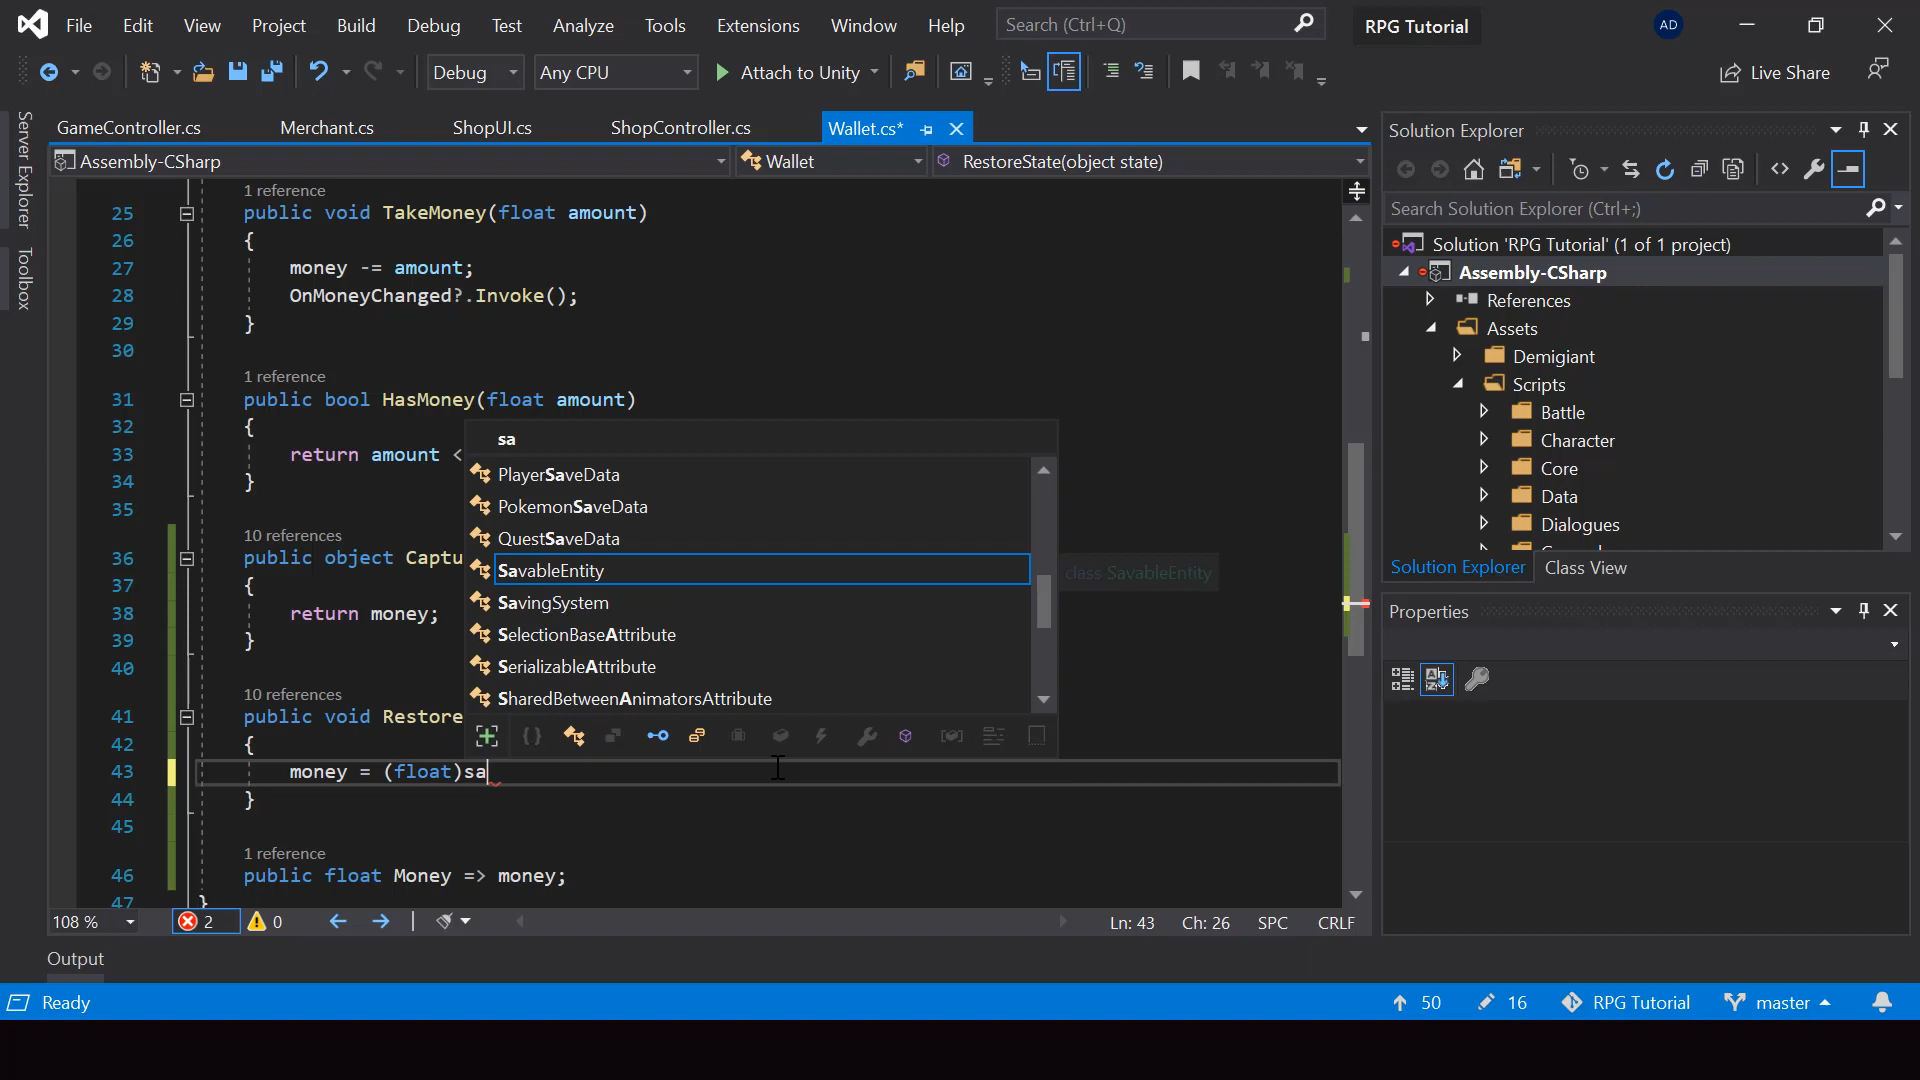 File Edit View Project Build Debug Test Analyze Tools Extensions Window Help Search (Ctrl+Q) RPG Tutorial AD
Debug Any CPU Attach to Unity Live Share
Server Explorer
Toolbox
GameController.cs Merchant.cs ShopUI.cs ShopController.cs Wallet.cs*
Assembly-CSharp Wallet RestoreState(object state)
1 reference
25 public void TakeMoney(float amount)
26 {
27 money -= amount;
28 OnMoneyChanged?.Invoke();
29 }
30
1 reference
31 public bool HasMoney(float amount)
32 {
33 return amount <
34 }
35
10 references
36 public object Captu
37 {
38 return money;
39 }
40
10 references
41 public void Restore
42 {
43 money = (float)sa
44 }
45
1 reference
46 public float Money => money;
47 }
sa
PlayerSaveData
PokemonSaveData
QuestSaveData
SavableEntity
SavingSystem
SelectionBaseAttribute
SerializableAttribute
SharedBetweenAnimatorsAttribute
class SavableEntity
108 % 2 0 Ln: 43 Ch: 26 SPC CRLF
Solution Explorer
Search Solution Explorer (Ctrl+;)
Solution 'RPG Tutorial' (1 of 1 project)
Assembly-CSharp
References
Assets
Demigiant
Scripts
Battle
Character
Core
Data
Dialogues
Solution Explorer Class View
Properties
Output
Ready 50 16 RPG Tutorial master